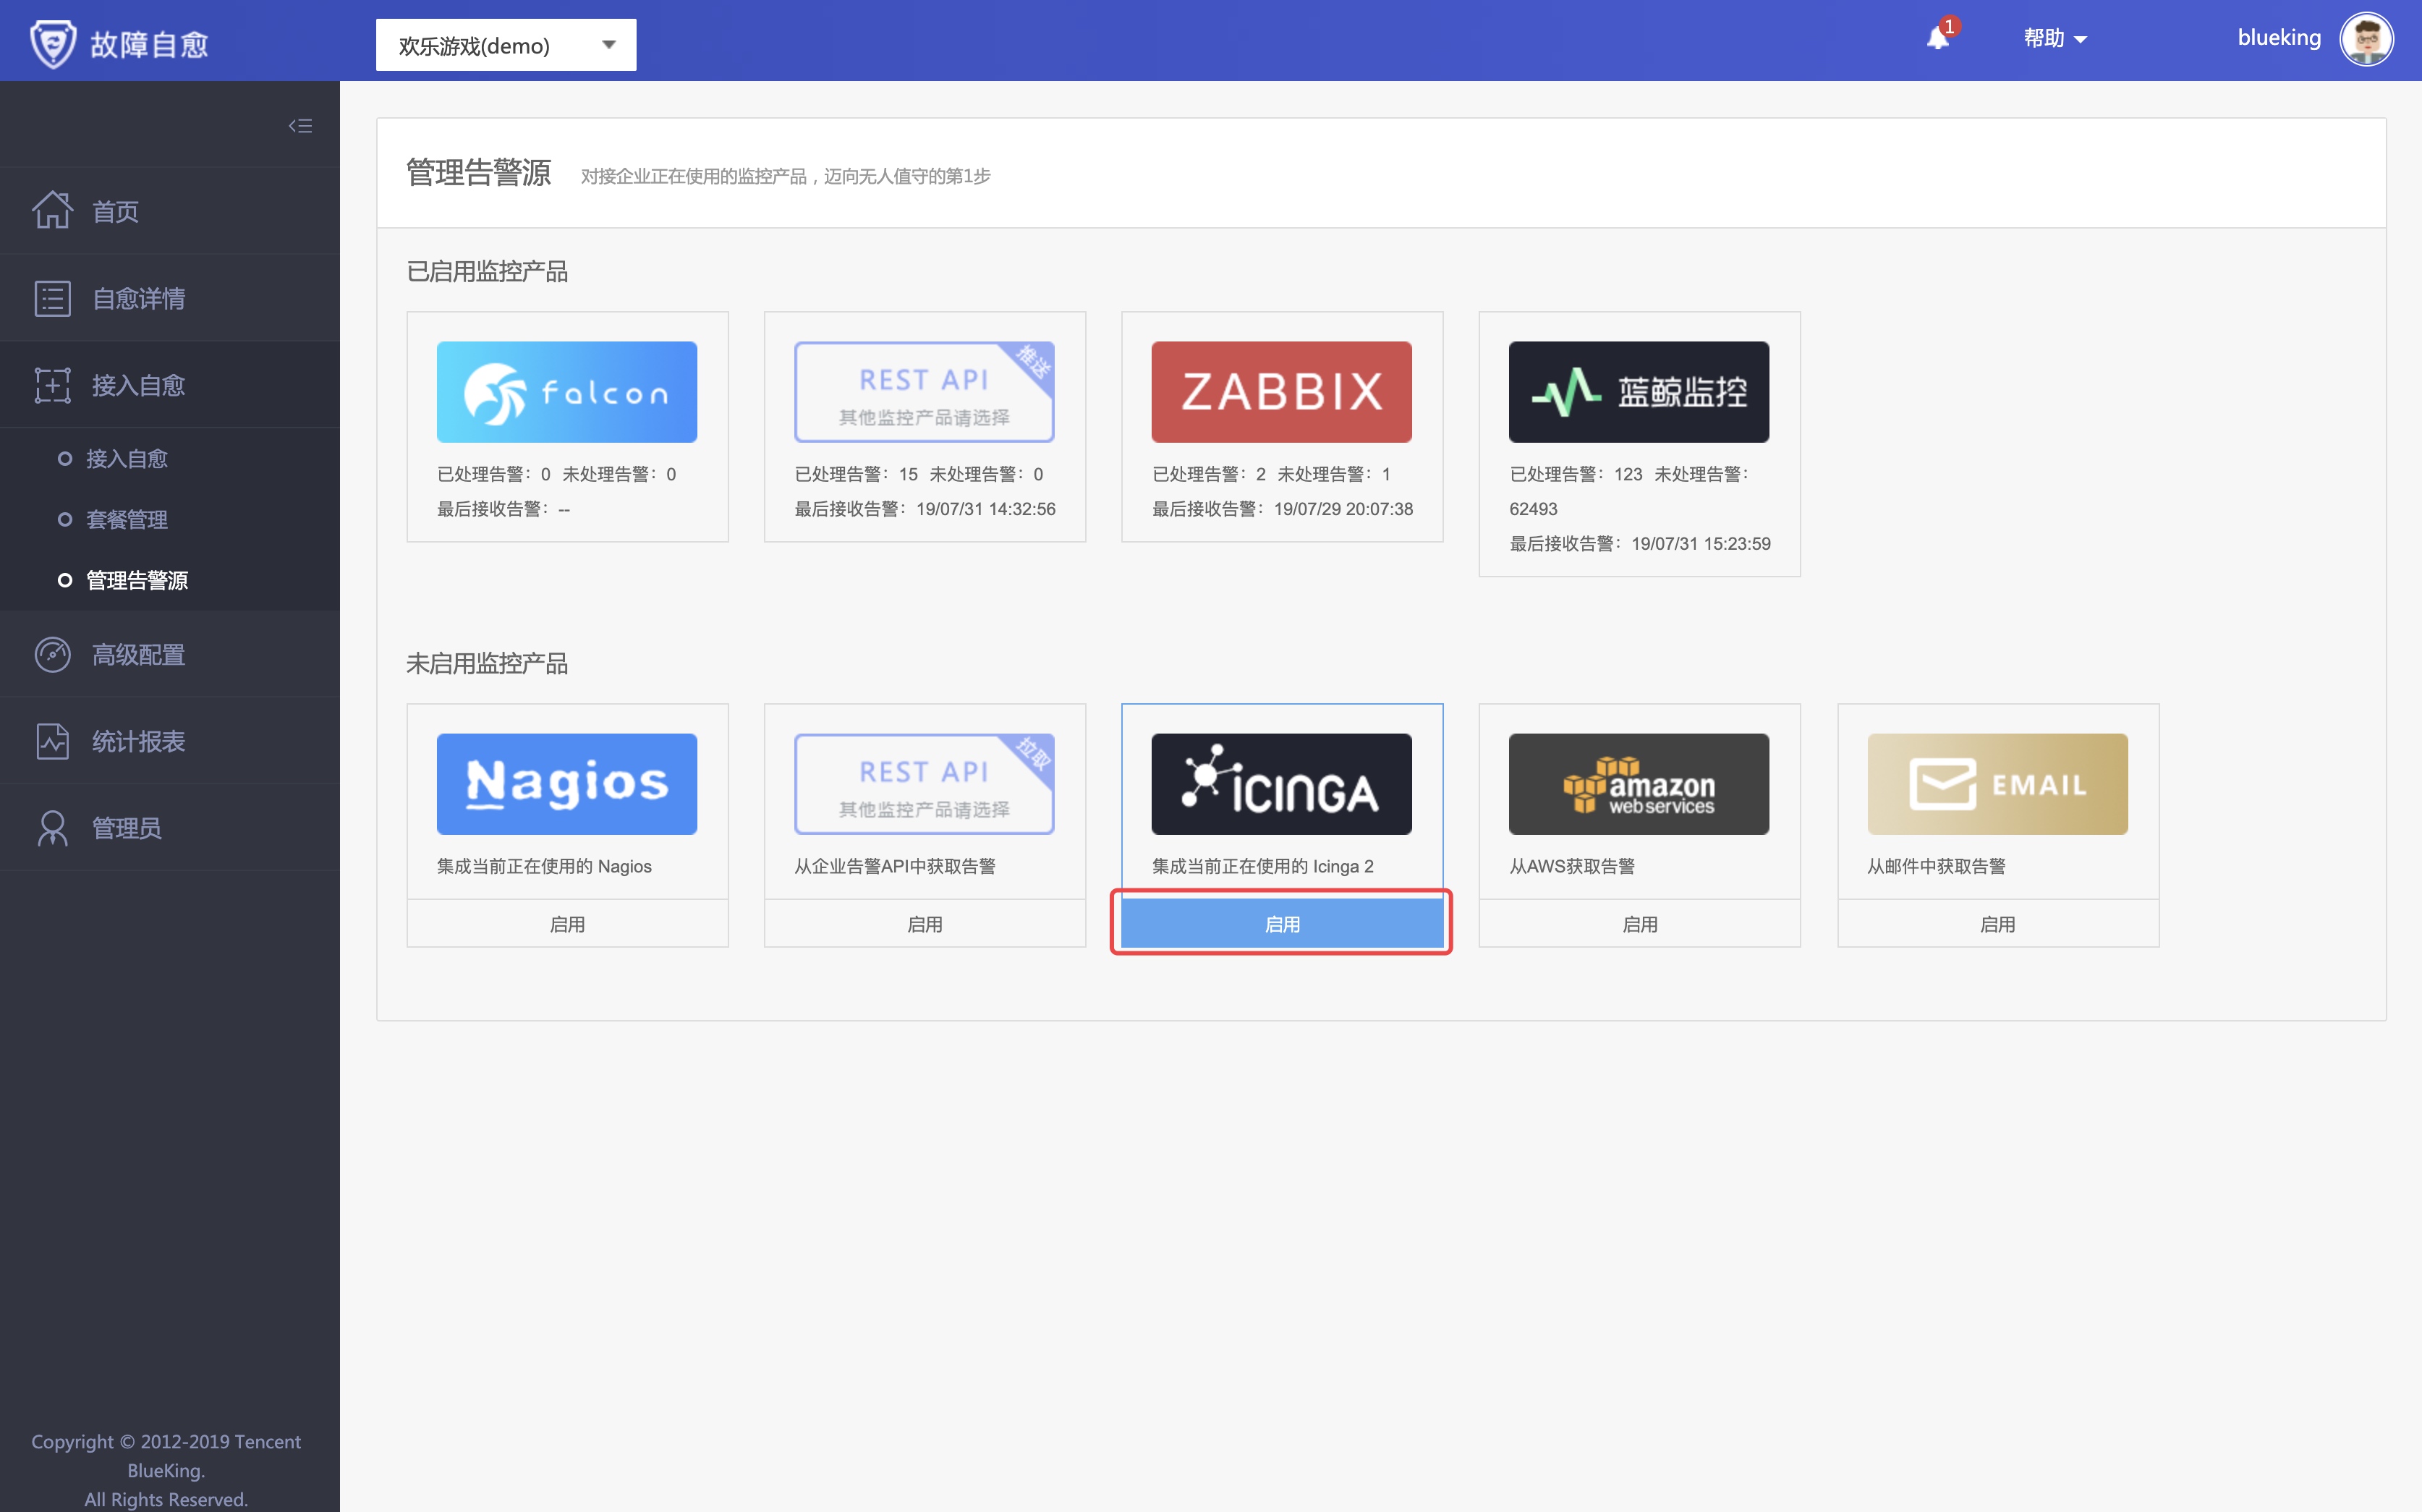 故障自愈
欢乐游戏(demo)
1
帮助
blueking
首页
自愈详情
接入自愈
接入自愈
套餐管理
管理告警源
高级配置
统计报表
管理员
Copyright © 2012-2019 Tencent
BlueKing.
All Rights Reserved.
管理告警源 对接企业正在使用的监控产品，迈向无人值守的第1步
已启用监控产品
falcon
已处理告警：0 未处理告警：0
最后接收告警：--
推送
REST API
其他监控产品请选择
已处理告警：15 未处理告警：0
最后接收告警：19/07/31 14:32:56
ZABBIX
已处理告警：2 未处理告警：1
最后接收告警：19/07/29 20:07:38
蓝鲸监控
已处理告警：123 未处理告警：
62493
最后接收告警：19/07/31 15:23:59
未启用监控产品
Nagios
集成当前正在使用的 Nagios
启用
拉取
REST API
其他监控产品请选择
从企业告警API中获取告警
启用
ICINGA
集成当前正在使用的 Icinga 2
启用
amazon
web services
从AWS获取告警
启用
EMAIL
从邮件中获取告警
启用